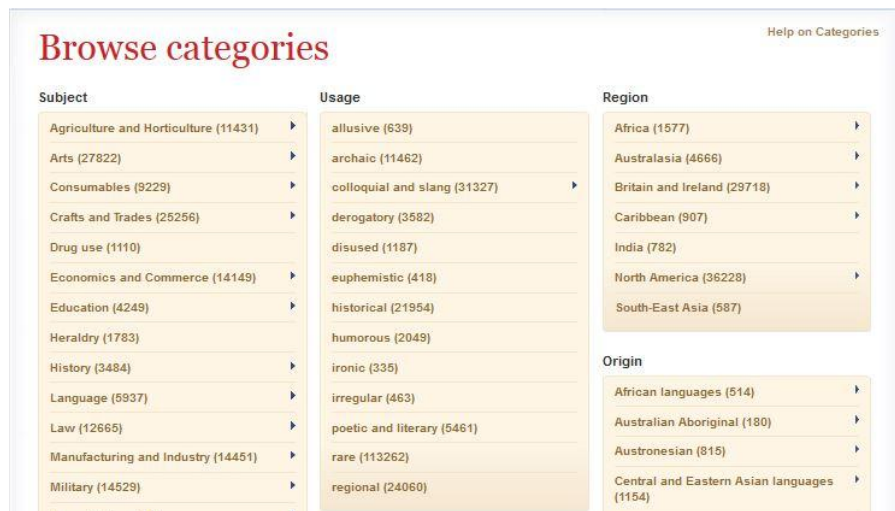 Browse categories
Help on Categories
Subject
Agriculture and Horticulture (11431)
Arts (27822)
Consumables (9229)
Crafts and Trades (25256)
Drug use (1110)
Economics and Commerce (14149)
Education (4249)
Heraldry (1783)
History (3484)
Language (5937)
Law (12665)
Manufacturing and Industry (14451)
Military (14529)
Usage
allusive (639)
archaic (11462)
colloquial and slang (31327)
derogatory (3582)
disused (1187)
euphemistic (418)
historical (21954)
humorous (2049)
ironic (335)
irregular (463)
poetic and literary (5461)
rare (113262)
regional (24060)
Region
Africa (1577)
Australasia (4666)
Britain and Ireland (29718)
Caribbean (907)
India (782)
North America (36228)
South-East Asia (587)
Origin
African languages (514)
Australian Aboriginal (180)
Austronesian (815)
Central and Eastern Asian languages
(1154)